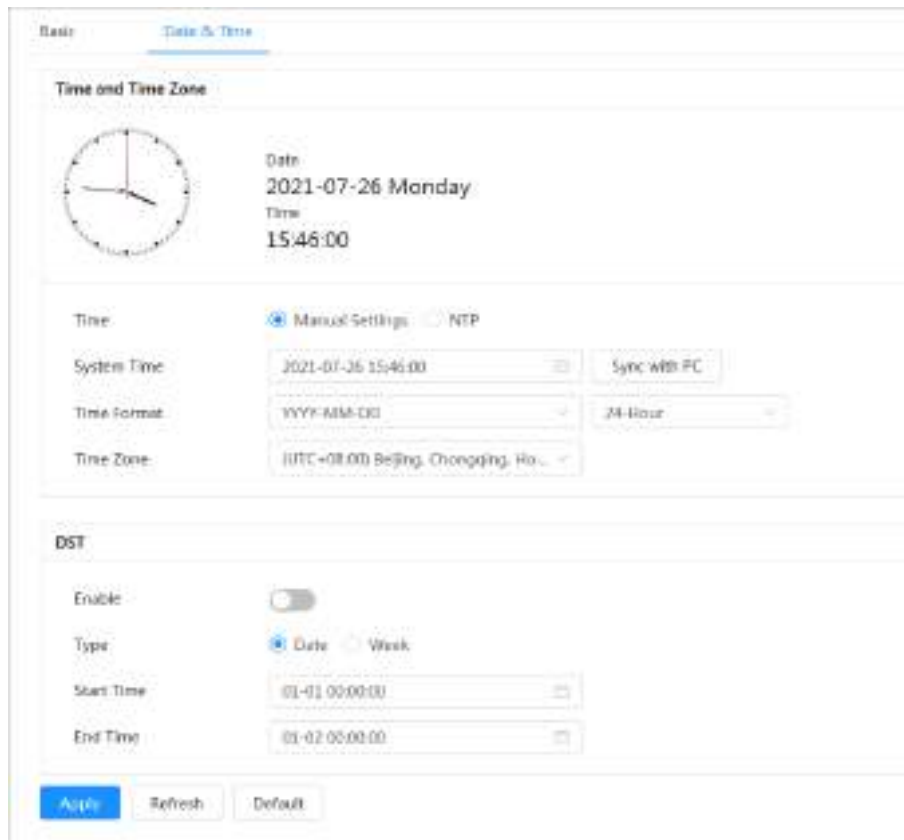 Basic Date & Time
Time and Time Zone
Date
2021-07-26 Monday
Time
15:46:00
Time Manual Settings NTP
System Time 2021-07-26 15:46:00 Sync with PC
Time Format YYYY-MM-DD 24-Hour
Time Zone (UTC+08:00) Beijing, Chongqing, Ho...
DST
Enable
Type Date Week
Start Time 01-01 00:00:00
End Time 01-02 00:00:00
Apply Refresh Default